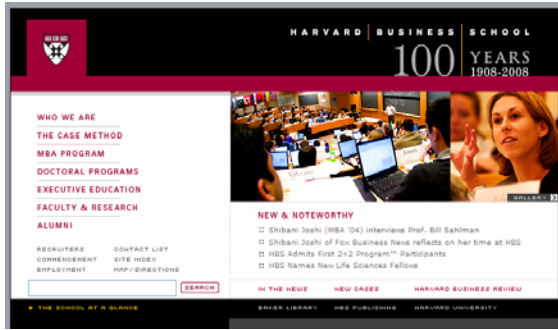 HARVARD BUSINESS SCHOOL
100 YEARS
1908-2008
WHO WE ARE
THE CASE METHOD
MBA PROGRAM
DOCTORAL PROGRAMS
EXECUTIVE EDUCATION
FACULTY & RESEARCH
ALUMNI
RECRUITERS CONTACT LIST
COMMENCEMENT SITE INDEX
EMPLOYMENT MAP/DIRECTIONS
SEARCH
► THE SCHOOL AT A GLANCE
GALLERY
NEW & NOTEWORTHY
Shibani Joshi (MBA '04) interviews Prof. Bill Sahlman
Shibani Joshi of Fox Business News reflects on her time at HBS
HBS Admits First 2+2 Program™ Participants
HBS Names New Life Sciences Fellows
IN THE NEWS NEW CASES HARVARD BUSINESS REVIEW
BAKER LIBRARY HBS PUBLISHING HARVARD UNIVERSITY